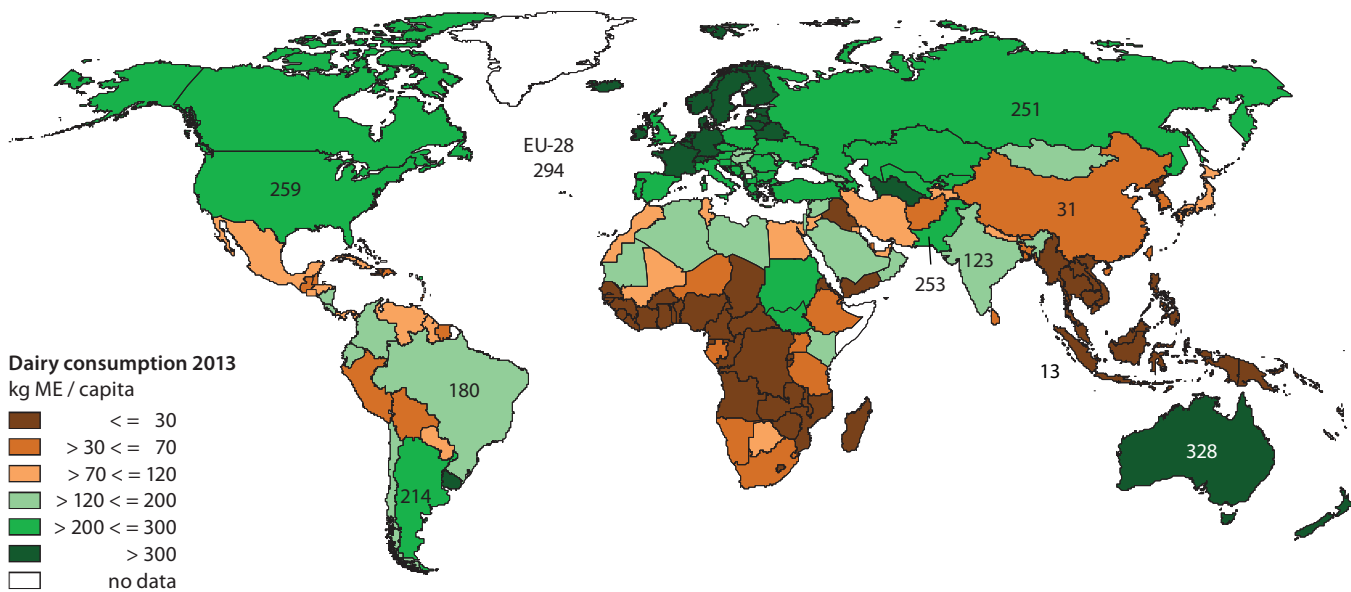 251
EU-28
294
259
31
123
253
Dairy consumption 2013
kg ME / capita
< = 30
> 30 < = 70
> 70 < = 120
> 120 < = 200
> 200 < = 300
> 300
no data
180
13
328
214